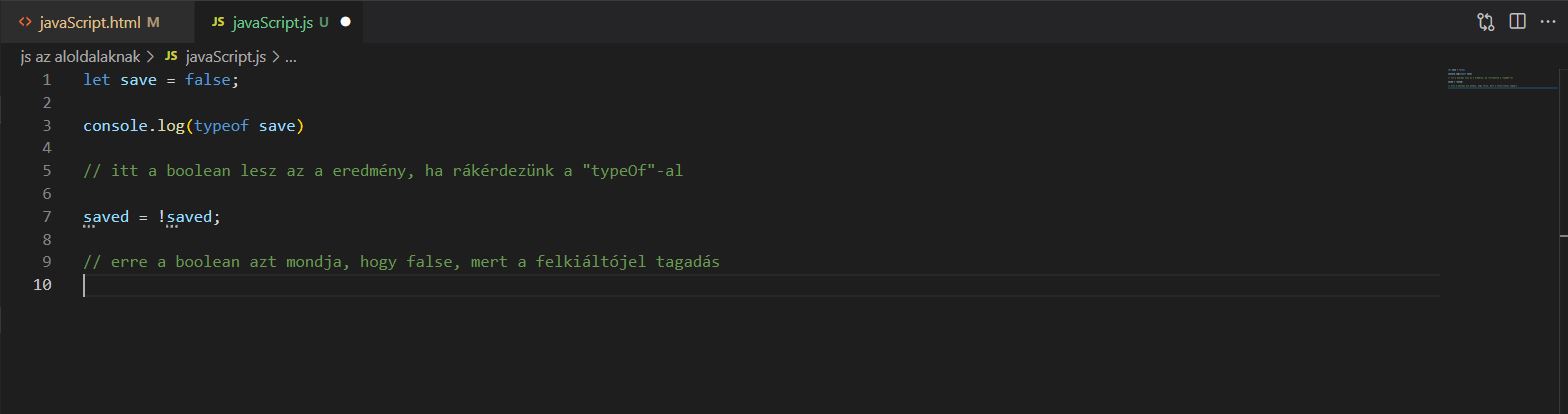 <> javaScript.html M JS javaScript.js U
js az aloldalaknak > JS javaScript.js > ...
1 let save = false;
2
3 console.log(typeof save)
4
5 // itt a boolean lesz az a eredmény, ha rákérdezünk a "typeOf"-al
6
7 saved = !saved;
8
9 // erre a boolean azt mondja, hogy false, mert a felkiáltójel tagadás
10